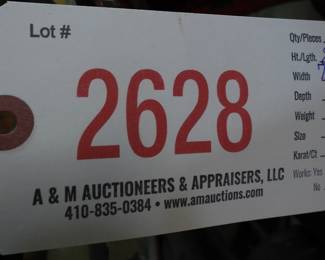 Lot #
2628
A & M AUCTIONEERS & APPRAISERS, LLC
410-835-0384 • www.amauctions.com
Qty/Pieces
Ht./Lgth.
Width
Depth
Weight
Size
Karat/Ct
Works: Yes
No